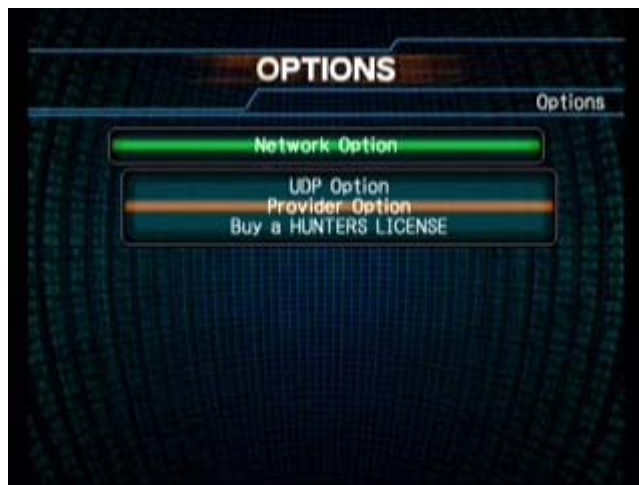 OPTIONS
Options
Network Option
UDP Option
Provider Option
Buy a HUNTERS LICENSE